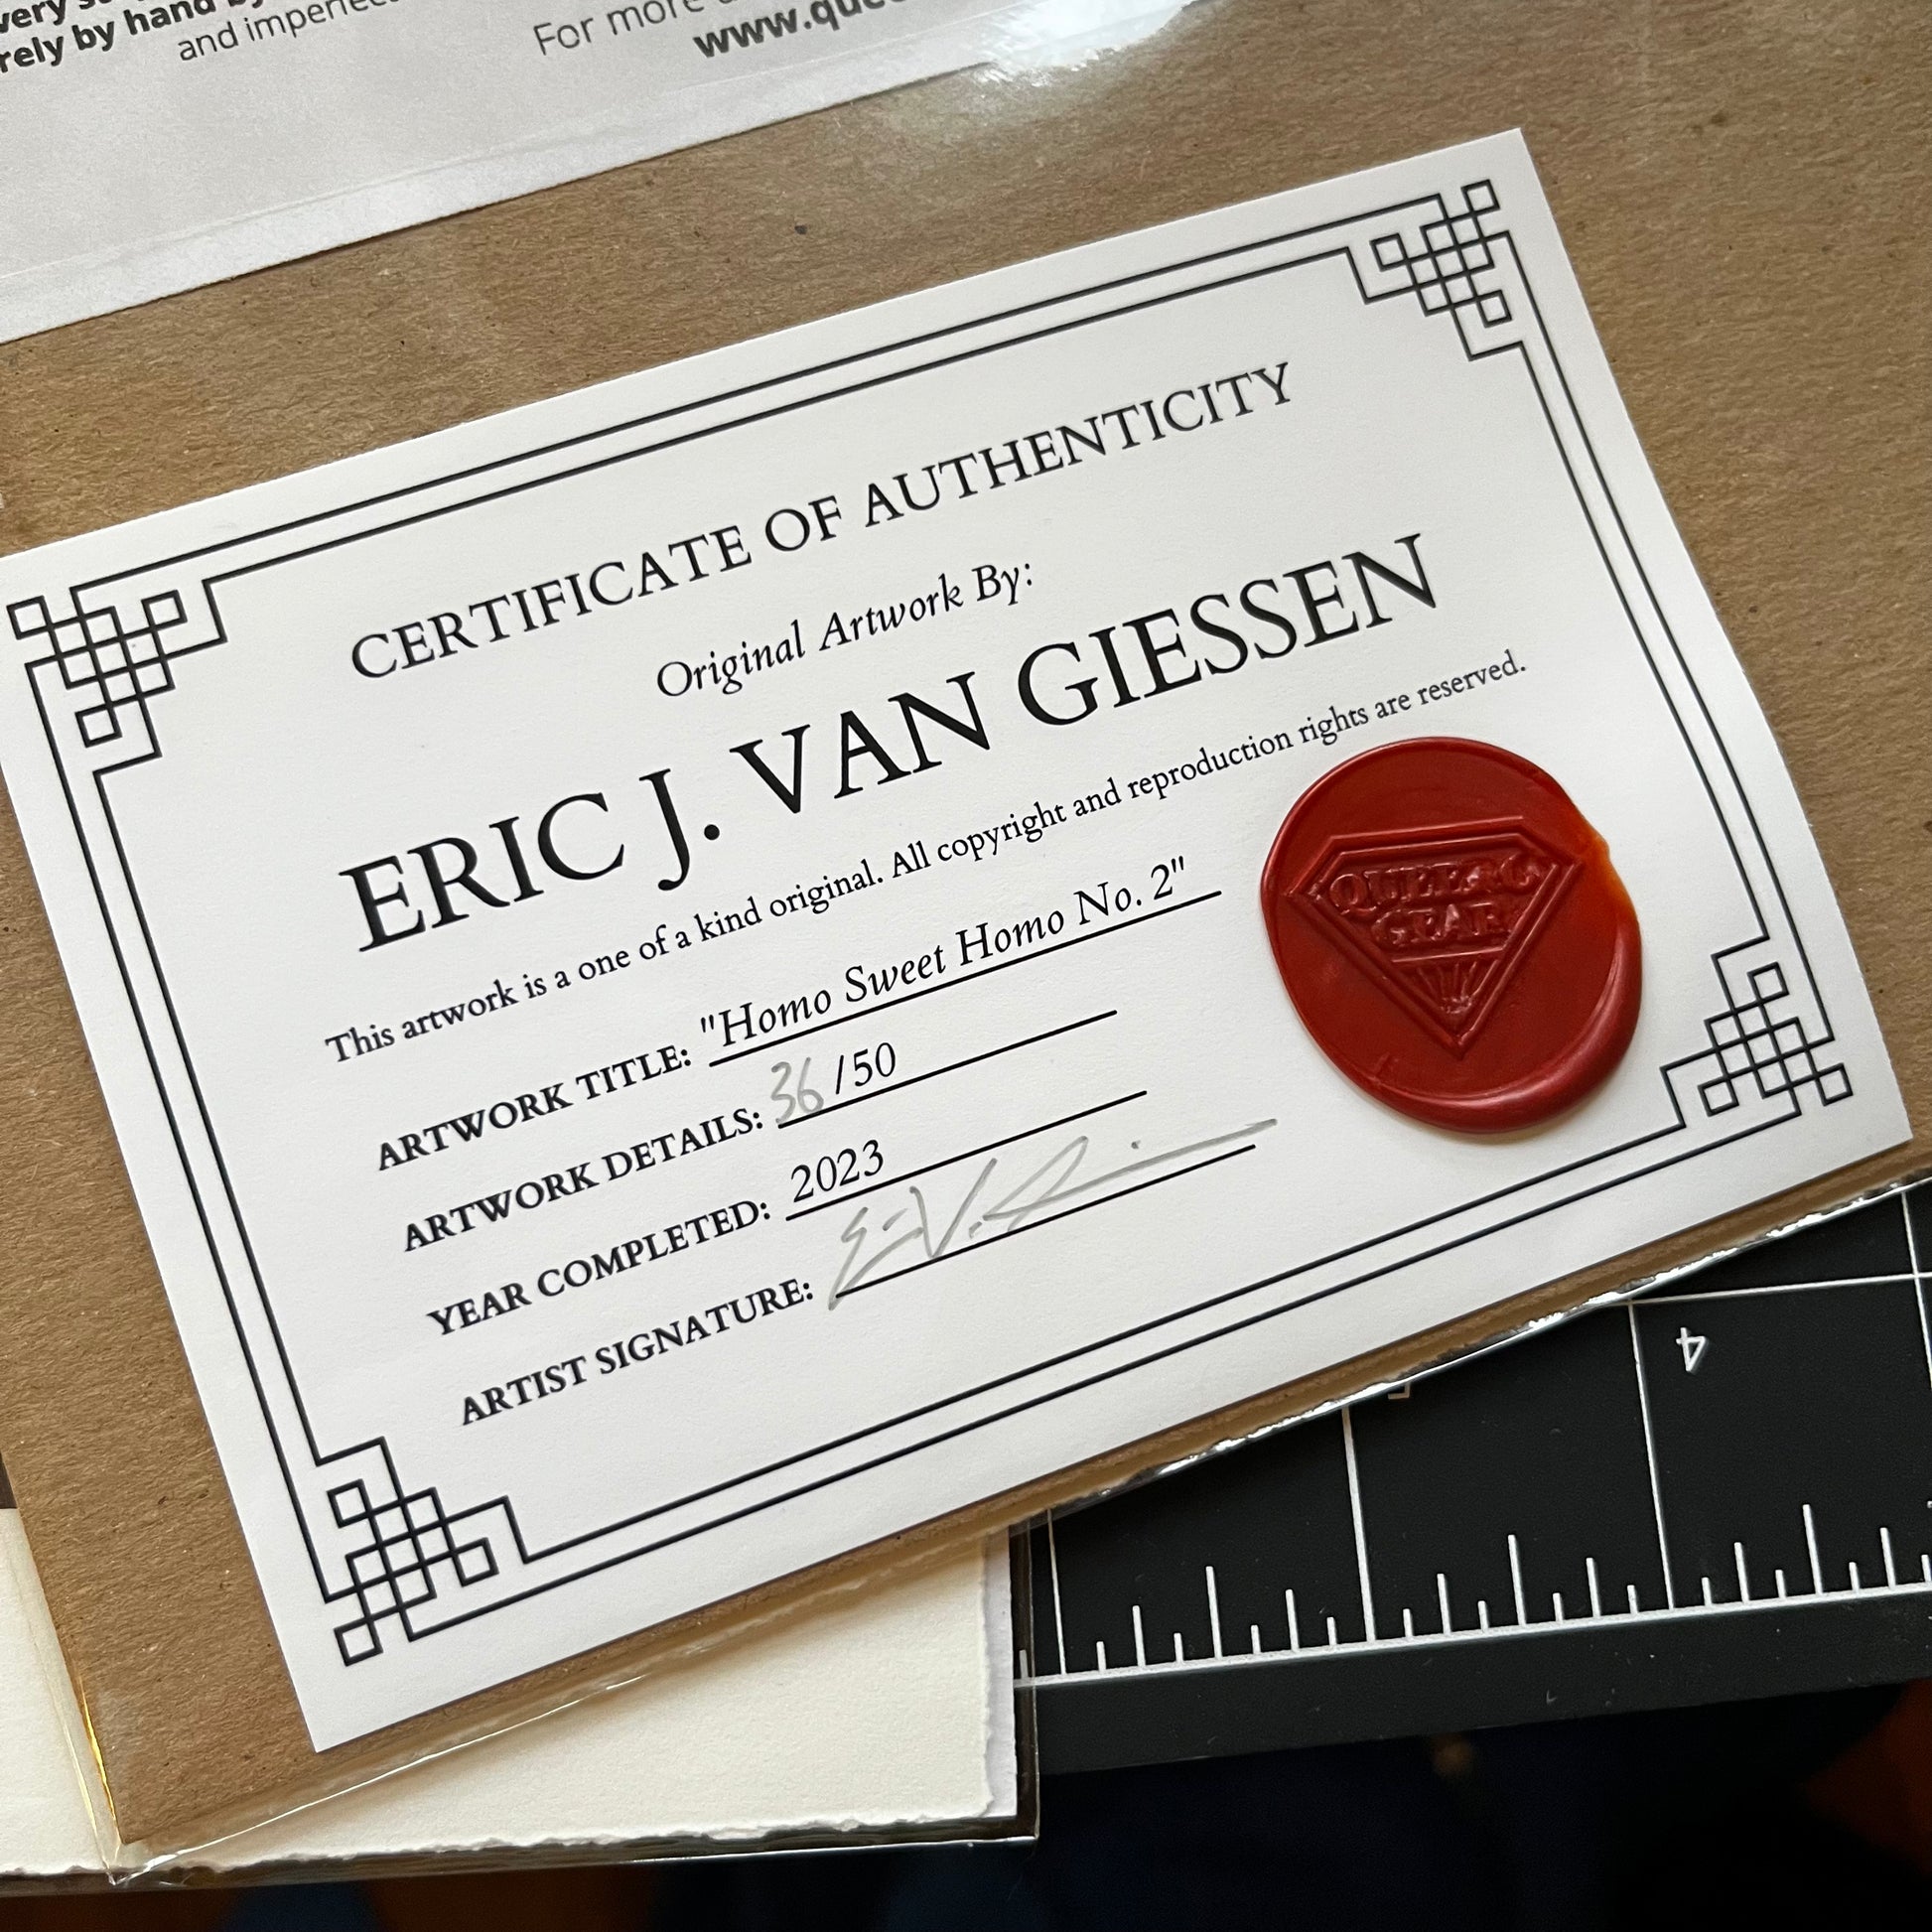 very
rely by hand
and imperfec
For more
www.que
CERTIFICATE OF AUTHENTICITY
Original Artwork By:
ERIC J. VAN GIESSEN
This artwork is a one of a kind original. All copyright and reproduction rights are reserved.
ARTWORK TITLE: "Homo Sweet Homo No. 2"
ARTWORK DETAILS: 36 /50
YEAR COMPLETED: 2023
ARTIST SIGNATURE:
GEAR
4